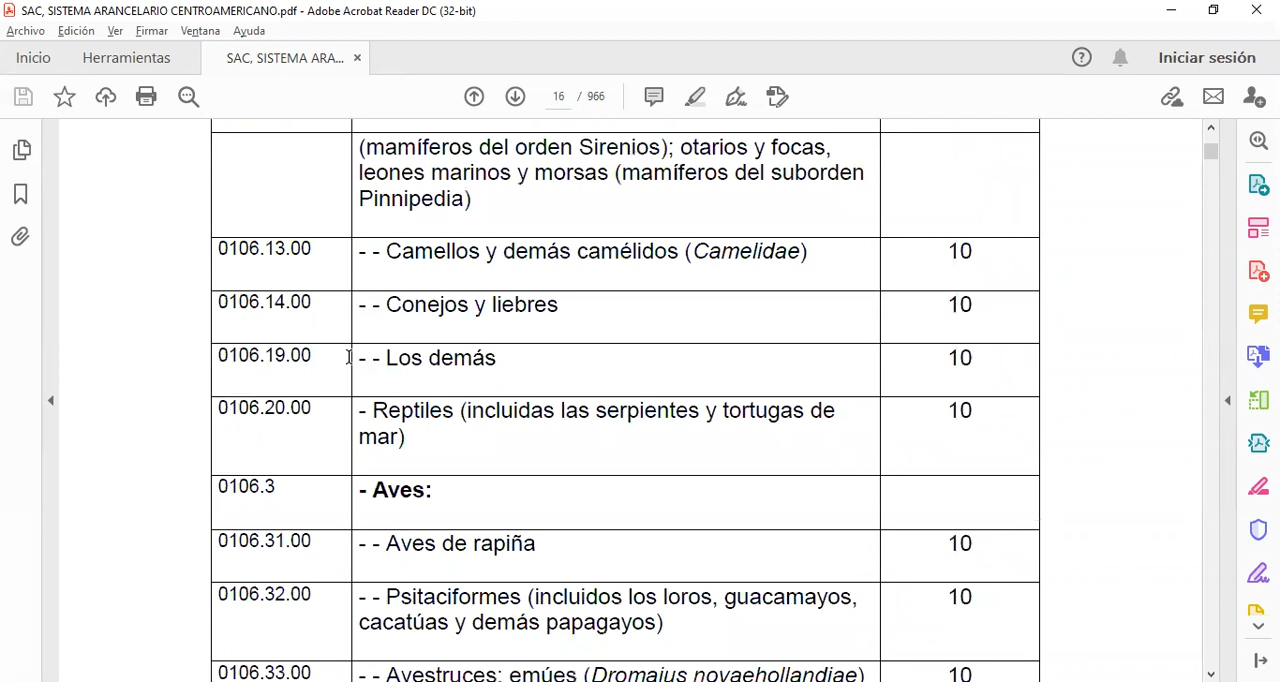 SAC, SISTEMA ARANCELARIO CENTROAMERICANO.pdf - Adobe Acrobat Reader DC (32-bit)
Archivo Edición Ver Firmar Ventana Ayuda
Inicio Herramientas SAC, SISTEMA ARA... × Iniciar sesión
16 / 966
(mamíferos del orden Sirenios); otarios y focas,
leones marinos y morsas (mamíferos del suborden
Pinnipedia)
0106.13.00 - - Camellos y demás camélidos (Camelidae) 10
0106.14.00 - - Conejos y liebres 10
0106.19.00 - - Los demás 10
0106.20.00 - Reptiles (incluidas las serpientes y tortugas de 10
mar)
0106.3 - Aves:
0106.31.00 - - Aves de rapiña 10
0106.32.00 - - Psitaciformes (incluidos los loros, guacamayos, 10
cacatúas y demás papagayos)
0106.33.00 - - Avestruces; emúes (Dromaius novaehollandiae) 10